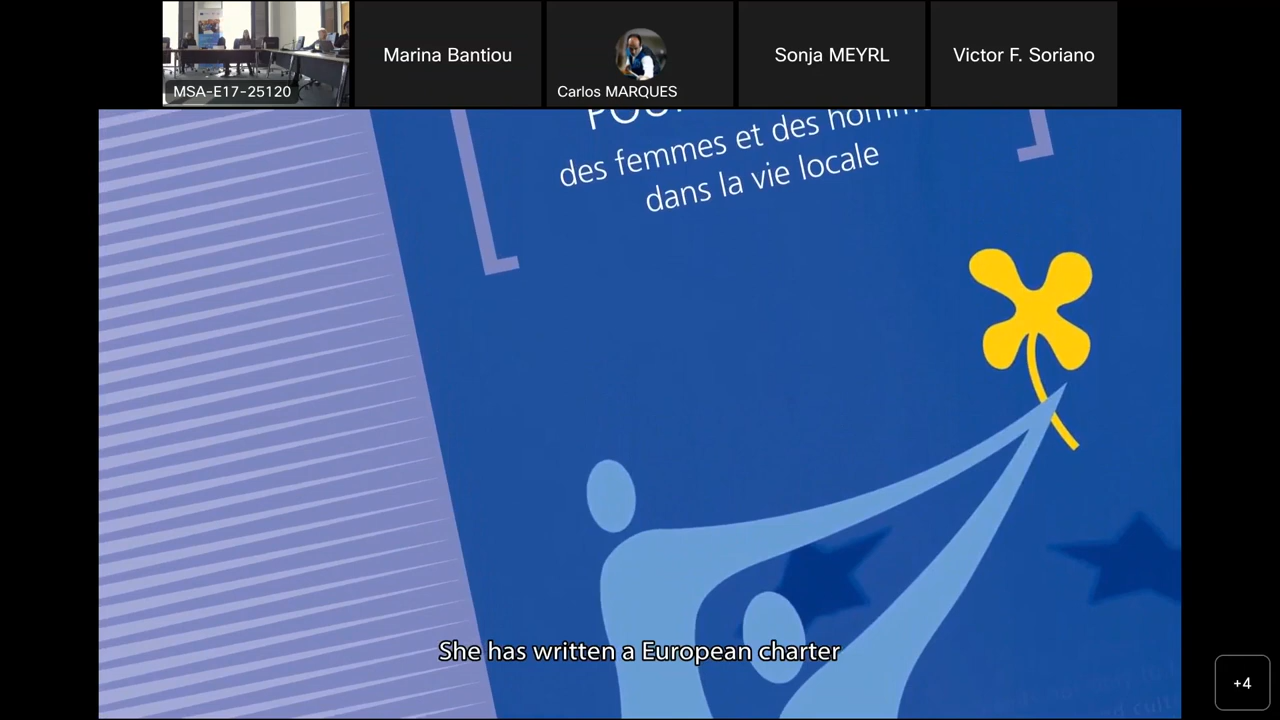 MSA-E17-25120
Marina Bantiou
Carlos MARQUES
Sonja MEYRL
Victor F. Soriano
des femmes et des hommes
dans la vie locale
She has written a European charter
+4